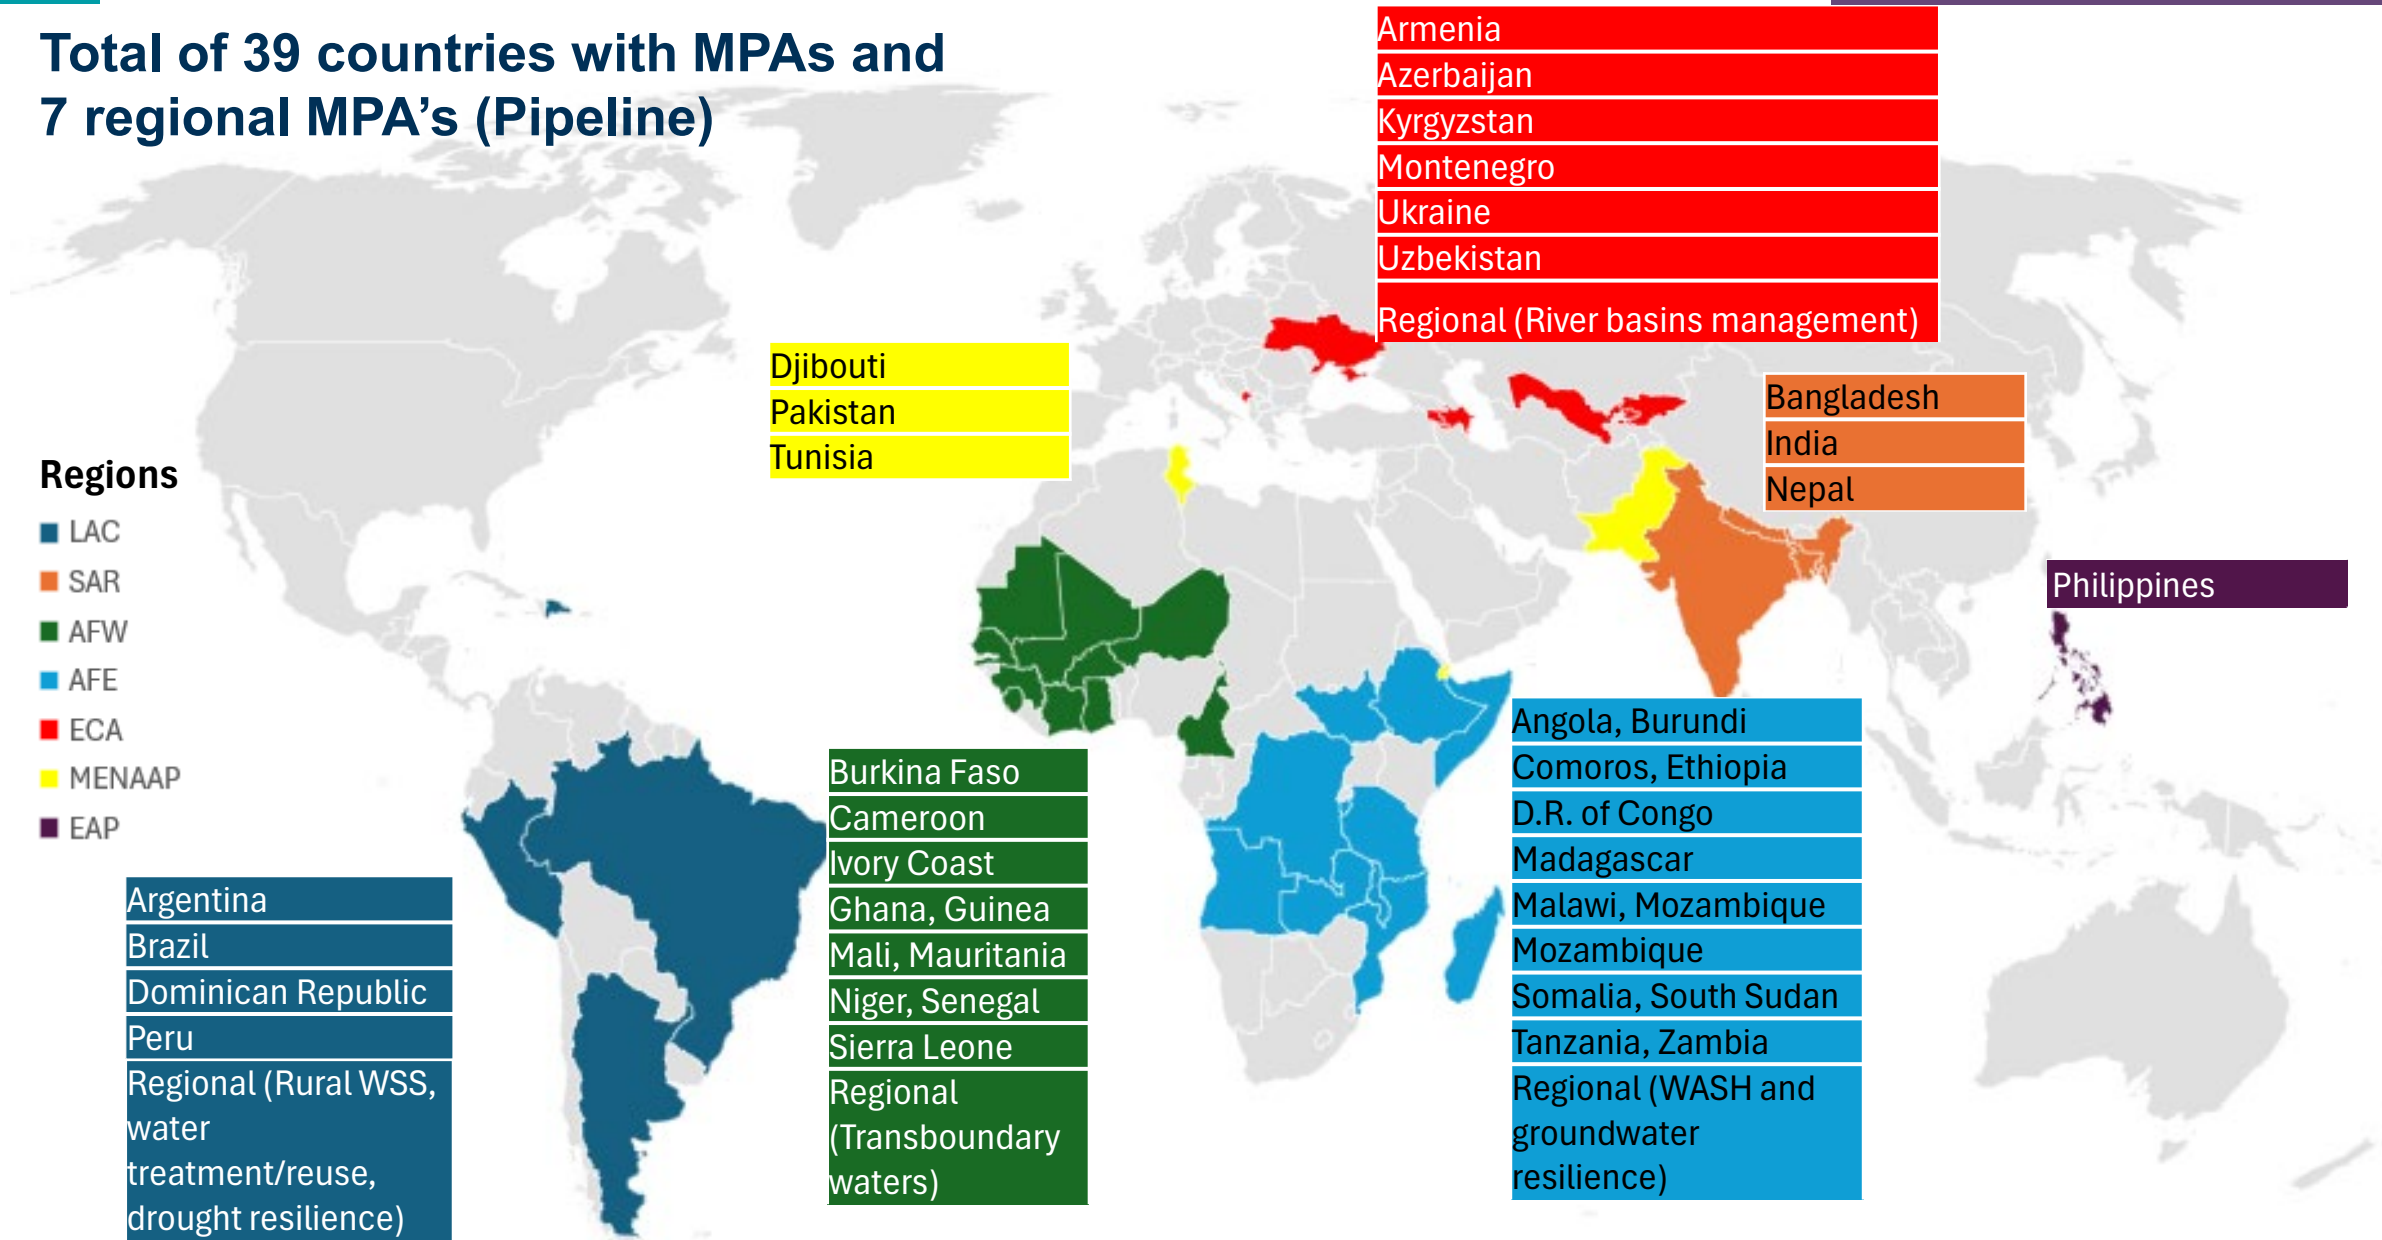 Total of 39 countries with MPAs and
7 regional MPA’s (Pipeline)
Armenia
Azerbaijan
Kyrgyzstan
Montenegro
Ukraine
Uzbekistan
Regional (River basins management)
Djibouti
Pakistan
Tunisia
Bangladesh
India
Nepal
Philippines
Regions
LAC
SAR
AFW
AFE
ECA
MENAAP
EAP
Argentina
Brazil
Dominican Republic
Peru
Regional (Rural WSS,
water
treatment/reuse,
drought resilience)
Burkina Faso
Cameroon
Ivory Coast
Ghana, Guinea
Mali, Mauritania
Niger, Senegal
Sierra Leone
Regional
(Transboundary
waters)
Angola, Burundi
Comoros, Ethiopia
D.R. of Congo
Madagascar
Malawi, Mozambique
Mozambique
Somalia, South Sudan
Tanzania, Zambia
Regional (WASH and
groundwater
resilience)